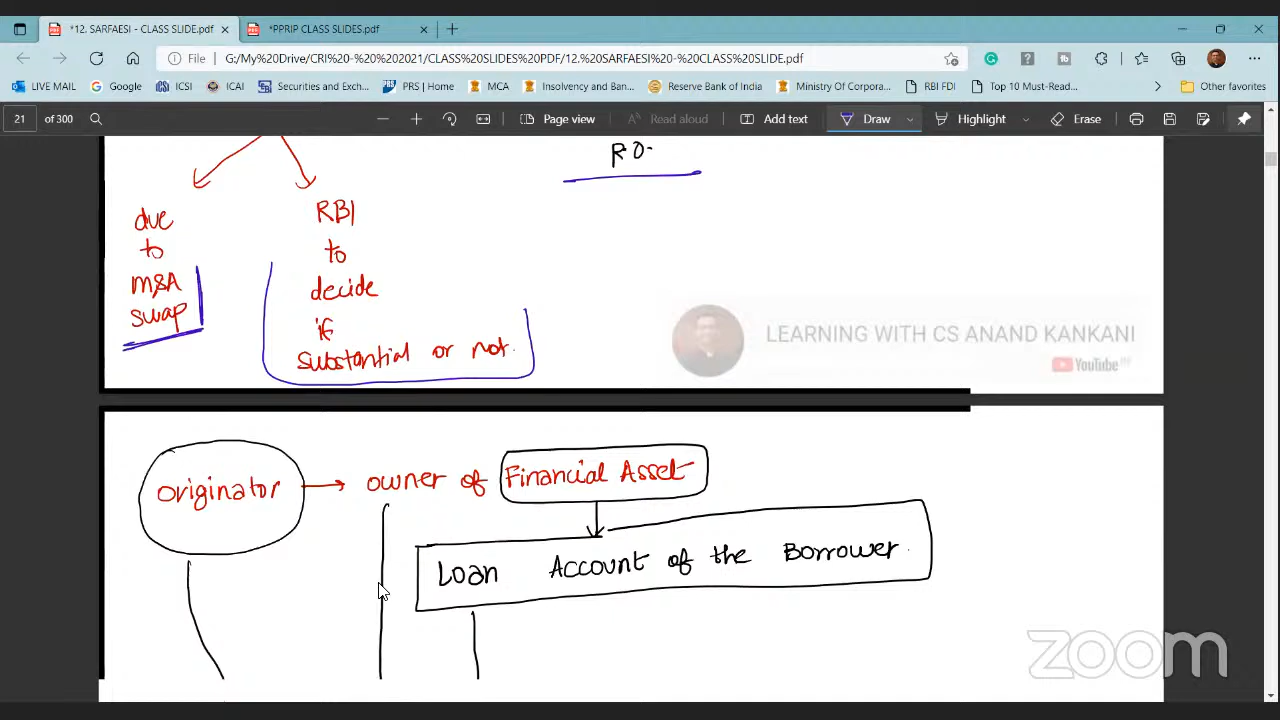 *12. SARFAESI - CLASS SLIDE.pdf
*PPRIP CLASS SLIDES.pdf
File
G:/My%20Drive/CRI%20-%20%202021/CLASS%20SLIDES%20PDF/12.%20SARFAESI%20-%20CLASS%20SLIDE.pdf
LIVE MAIL
Google
ICSI
ICAI
Securities and Exch...
PRS | Home
MCA
Insolvency and Ban...
Reserve Bank of India
Ministry Of Corpora...
RBI FDI
Top 10 Must-Read...
Other favorites
21 of 300
Page view
Read aloud
Add text
Draw
Highlight
Erase
R.O.
due
to
M&A
swap
RBI
to
decide
if
substantial or not.
LEARNING WITH CS ANAND KANKANI
YouTube
originator → owner of Financial Asset
Loan Account of the Borrower.
zoom